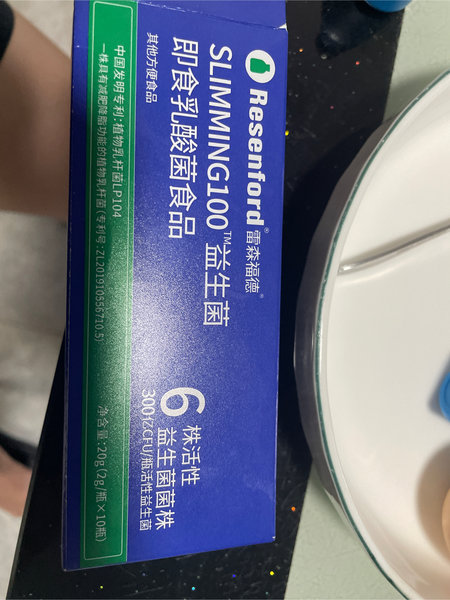 Resenford® 雷森福德®
SLIMMING100™益生菌
即食乳酸菌食品
其他方便食品
6 株活性
益生菌菌株
300亿CFU/瓶活性益生菌
中国发明专利:植物乳杆菌LP104
一株具有减肥降脂功能的植物乳杆菌(专利号:ZL201910556710.5)
净含量:20g(2g/瓶×10瓶)